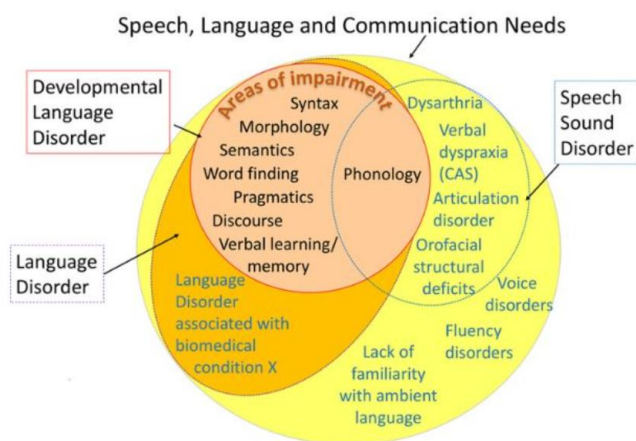 Speech, Language and Communication Needs
Developmental
Language
Disorder
Areas of impairment
Syntax
Morphology
Semantics
Word finding
Pragmatics
Discourse
Verbal learning/
memory
Phonology
Dysarthria
Verbal
dyspraxia
(CAS)
Articulation
disorder
Orofacial
structural
deficits
Speech
Sound
Disorder
Language
Disorder
Language
Disorder
associated with
biomedical
condition X
Voice
disorders
Fluency
disorders
Lack of
familiarity
with ambient
language